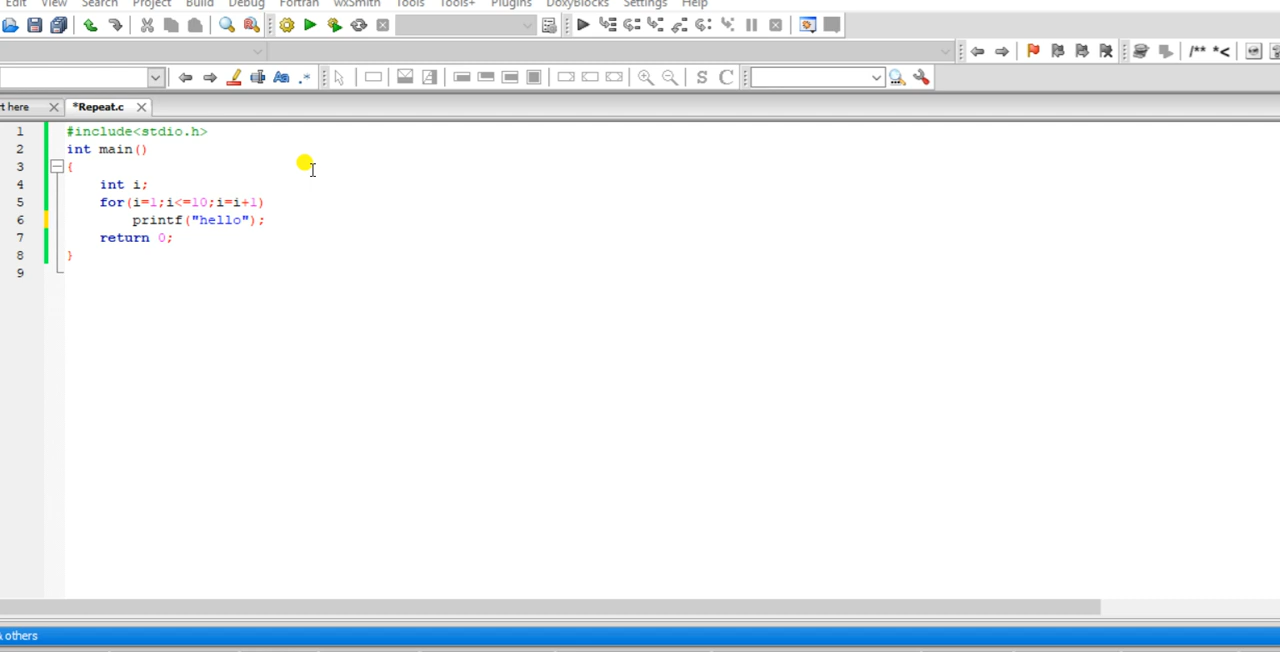 Edit View Search Project Build Debug Fortran wxSmith Tools Tools+ Plugins DoxyBlocks Settings Help
/** *<
Aa .*
S C
rt here *Repeat.c
1 #include<stdio.h>
2 int main()
3 {
4 int i;
5 for(i=1;i<=10;i=i+1)
6 printf("hello");
7 return 0;
8 }
9
& others